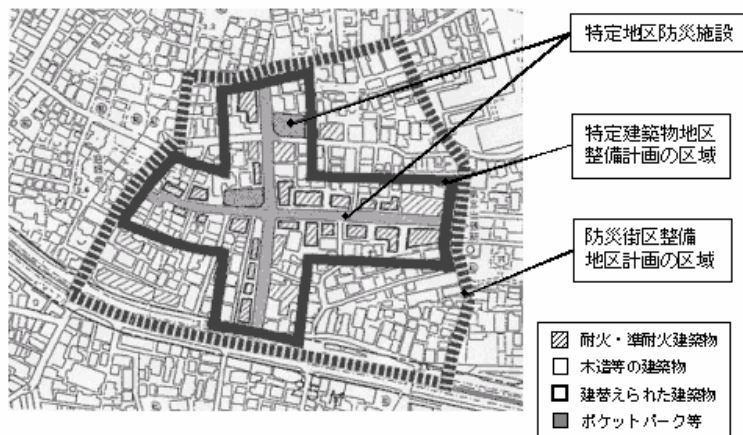 特定地区防災施設
特定建築物地区
整備計画の区域
防災街区整備
地区計画の区域
耐火・準耐火建築物
木造等の建築物
建替えられた建築物
ポケットパーク等